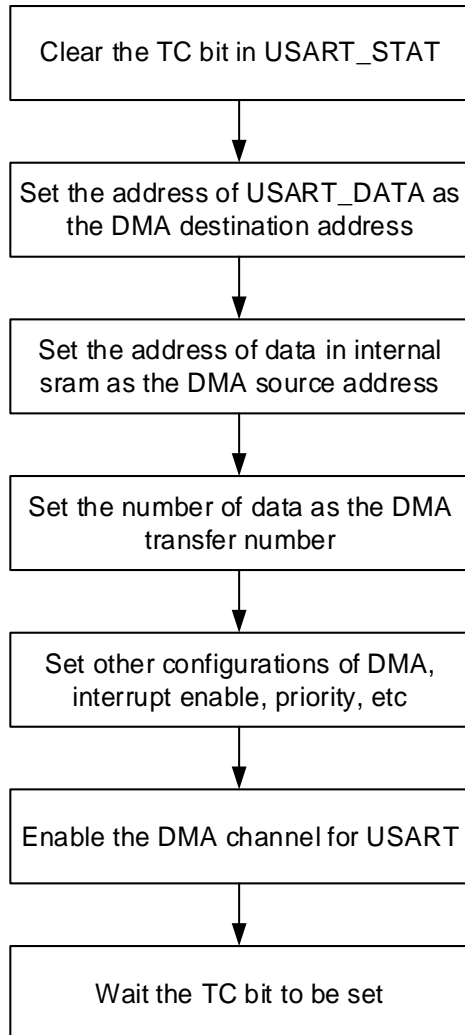 Clear the TC bit in USART_STAT
Set the address of USART_DATA as
the DMA destination address
Set the address of data in internal
sram as the DMA source address
Set the number of data as the DMA
transfer number
Set other configurations of DMA,
interrupt enable, priority, etc
Enable the DMA channel for USART
Wait the TC bit to be set